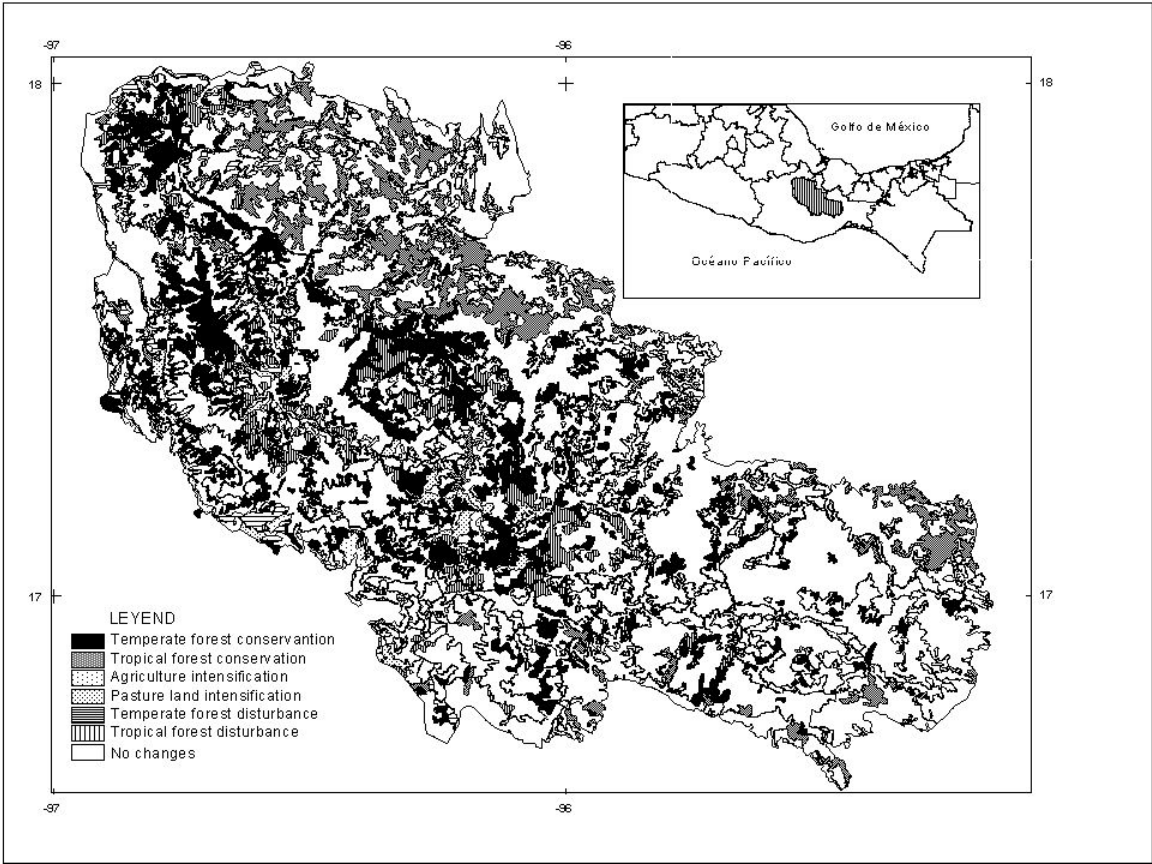 -97
-96
18
18
Golfo de México
Océano Pacífico
17
17
LEYEND
Temperate forest conservantion
Tropical forest conservation
Agriculture intensification
Pasture land intensification
Temperate forest disturbance
Tropical forest disturbance
No changes
-97
-96